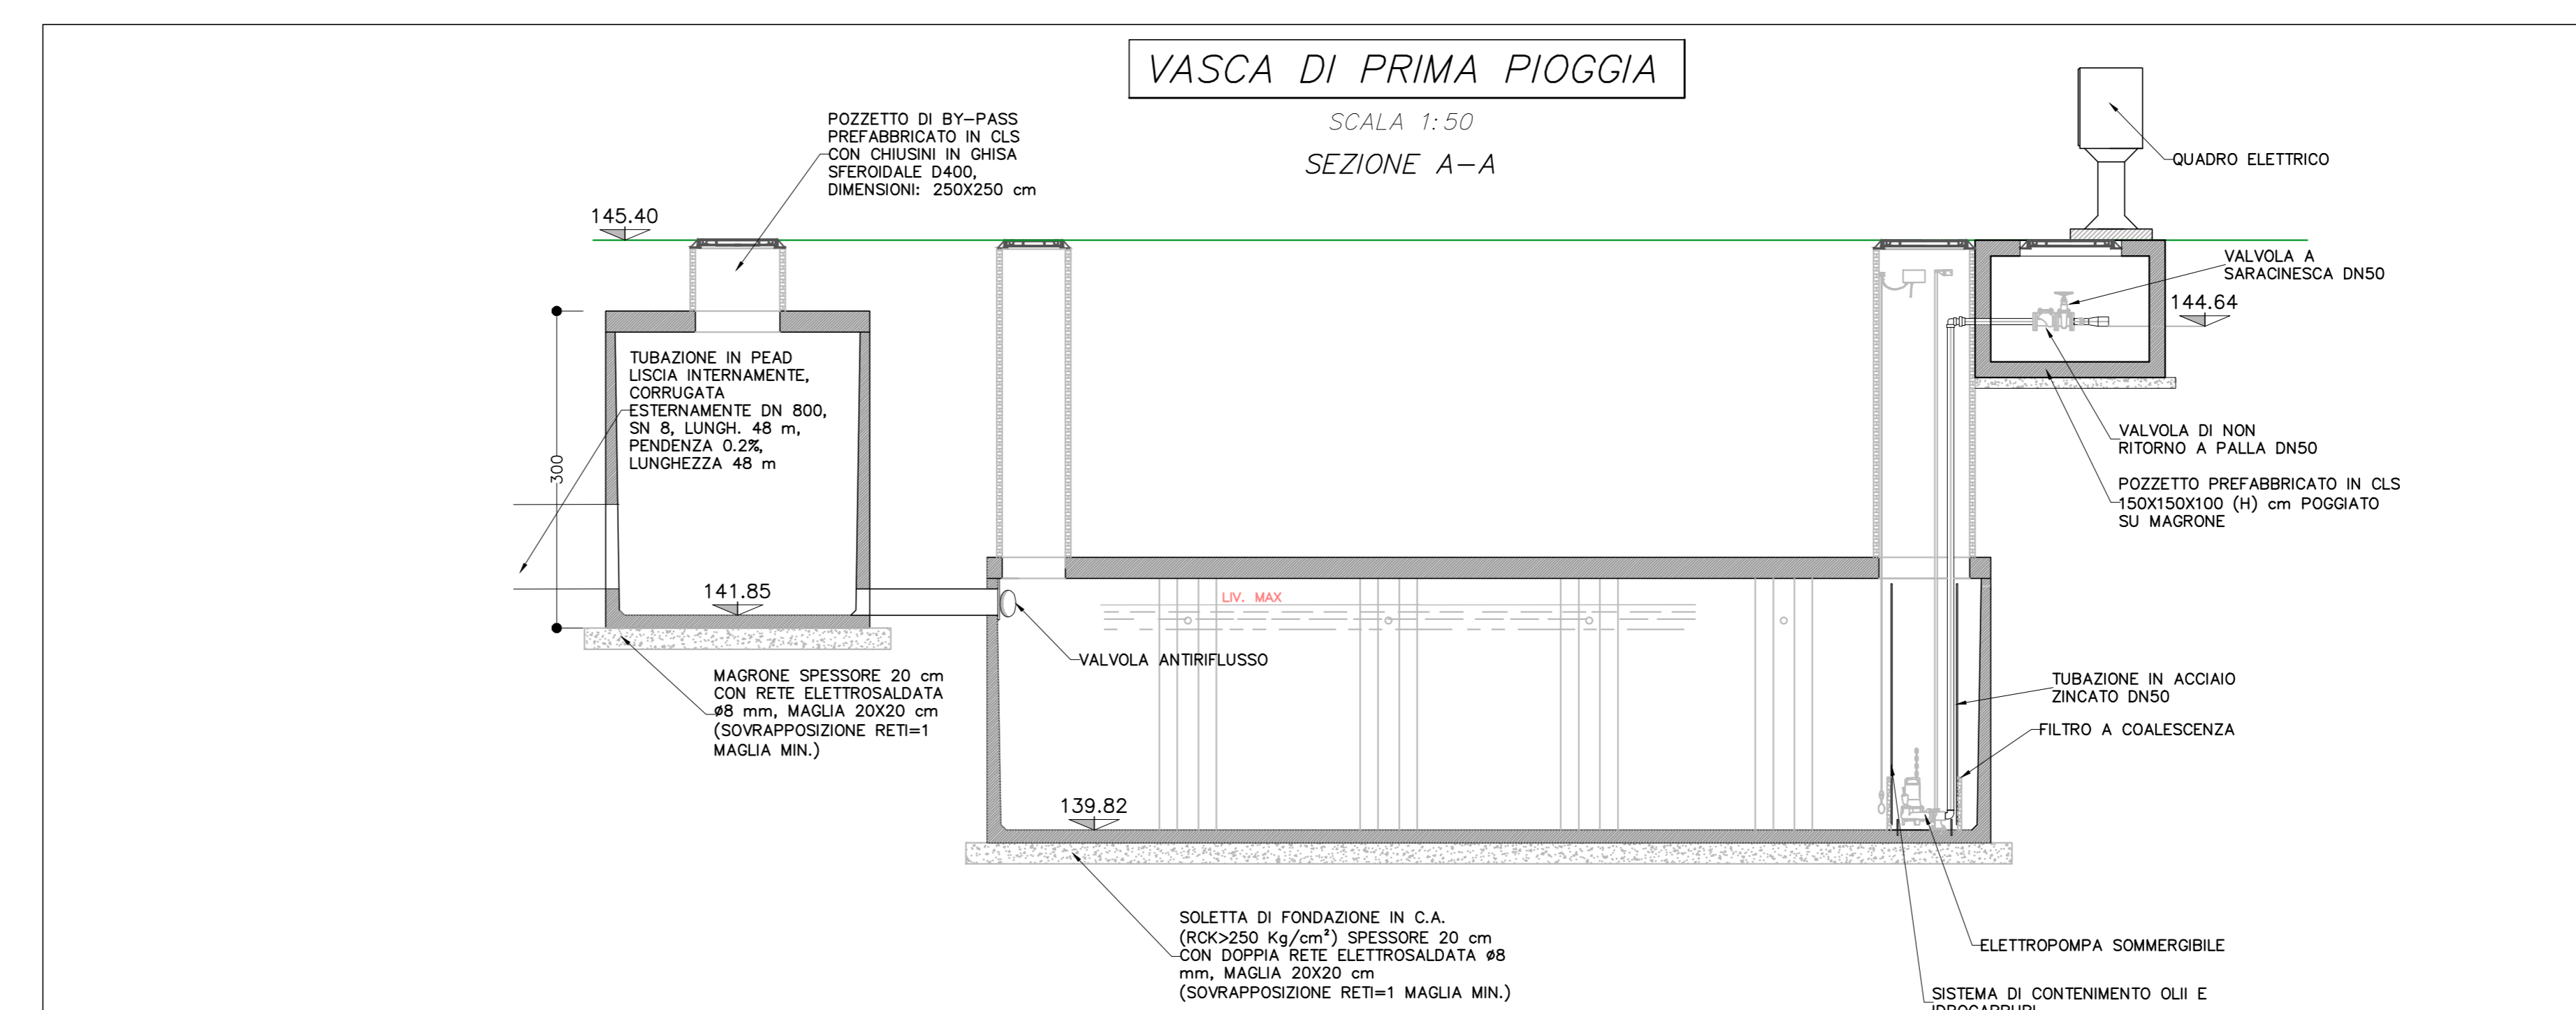 VASCA DI PRIMA PIOGGIA
SCALA 1:50
SEZIONE A-A
POZZETTO DI BY-PASS
PREFABBRICATO IN CLS
CON CHIUSINI IN GHISA
SFEROIDALE D400,
DIMENSIONI: 250X250 cm
QUADRO ELETTRICO
145.40
VALVOLA A
SARACINESCA DN50
144.64
TUBAZIONE IN PEAD
LISCIA INTERNAMENTE,
CORRUGATA
ESTERNAMENTE DN 800,
SN 8, LUNGH. 48 m,
PENDENZA 0.2%,
LUNGHEZZA 48 m
300
VALVOLA DI NON
RITORNO A PALLA DN50
POZZETTO PREFABBRICATO IN CLS
150X150X100 (H) cm POGGIATO
SU MAGRONE
141.85
LIV. MAX
VALVOLA ANTIRIFLUSSO
MAGRONE SPESSORE 20 cm
CON RETE ELETTROSALDATA
ø8 mm, MAGLIA 20X20 cm
(SOVRAPPOSIZIONE RETI=1
MAGLIA MIN.)
TUBAZIONE IN ACCIAIO
ZINCATO DN50
FILTRO A COALESCENZA
139.82
SOLETTA DI FONDAZIONE IN C.A.
(RCK>250 Kg/cm²) SPESSORE 20 cm
CON DOPPIA RETE ELETTROSALDATA ø8
mm, MAGLIA 20X20 cm
(SOVRAPPOSIZIONE RETI=1 MAGLIA MIN.)
ELETTROPOMPA SOMMERGIBILE
SISTEMA DI CONTENIMENTO OLII E
IDROCARBURI